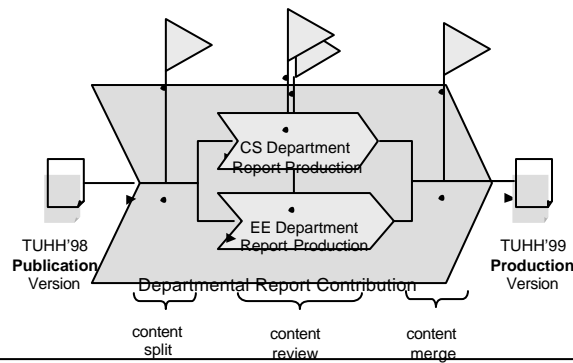 CS Department
Report Production
EE Department
Report Production
TUHH'98
Publication
Version
TUHH'99
Production
Version
Departmental Report Contribution
content
split
content
review
content
merge